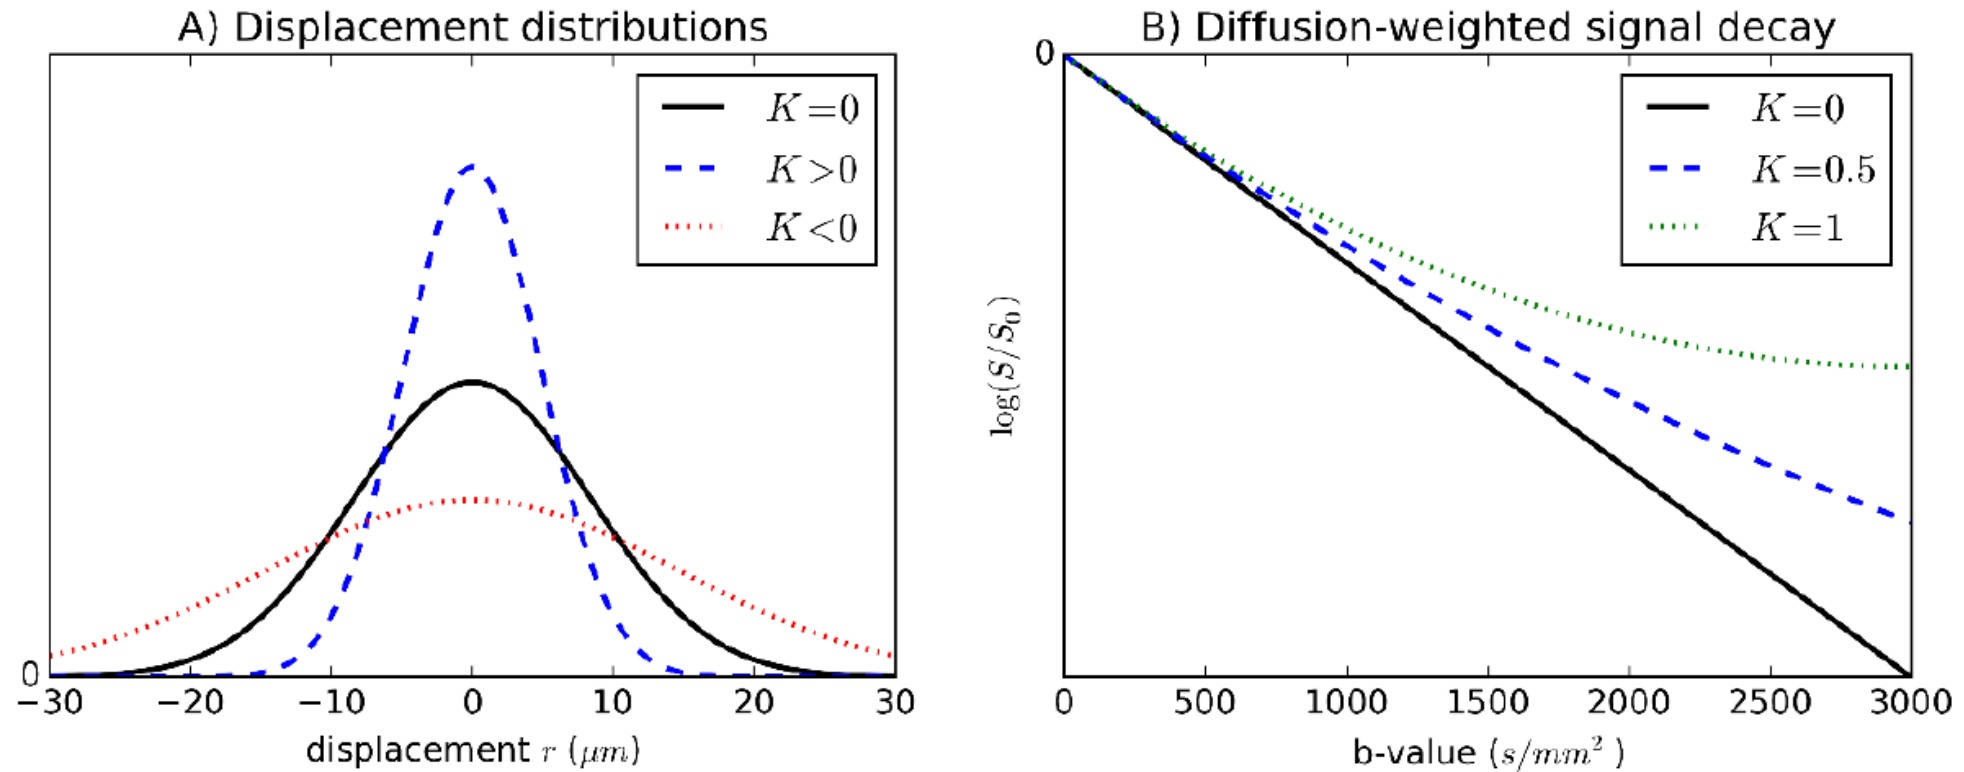 A) Displacement distributions
K=0
K>0
K<0
0
−30 −20 −10 0 10 20 30
displacement r (μm)
B) Diffusion-weighted signal decay
0
K=0
K=0.5
K=1
log(S/S₀)
0 500 1000 1500 2000 2500 3000
b-value (s/mm² )